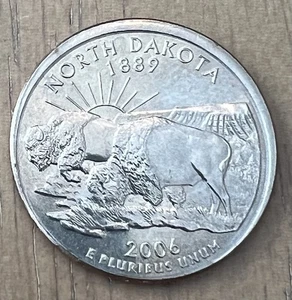 NORTH DAKOTA
1889
2006
E PLURIBUS UNUM